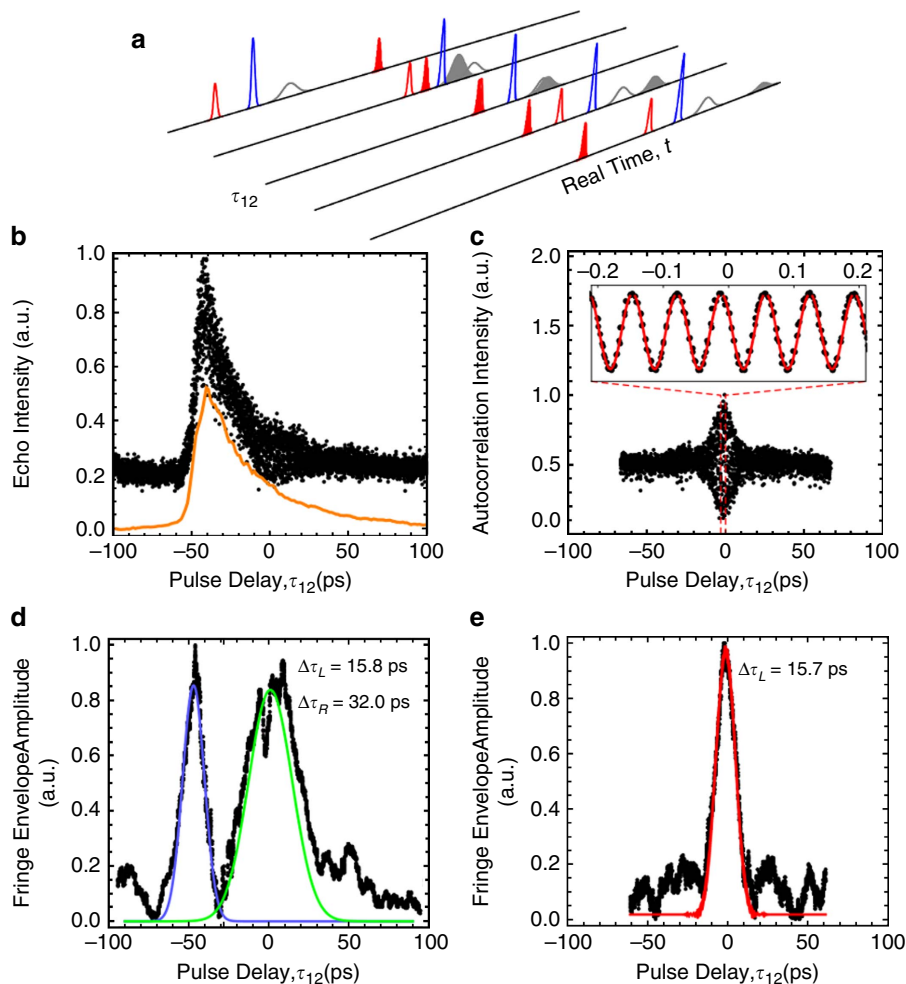 a
τ12
Real Time, t
b
1.0
0.8
0.6
0.4
0.2
0.0
Echo Intensity (a.u.)
−100
−50
0
50
100
Pulse Delay,τ12(ps)
c
−0.2
−0.1
0
0.1
0.2
2.0
1.5
1.0
0.5
0.0
Autocorrelation Intensity (a.u.)
−100
−50
0
50
100
Pulse Delay,τ12(ps)
d
ΔτL = 15.8 ps
ΔτR = 32.0 ps
1.0
0.8
0.6
0.4
0.2
0.0
Fringe EnvelopeAmplitude
(a.u.)
−100
−50
0
50
100
Pulse Delay,τ12(ps)
e
ΔτL = 15.7 ps
1.0
0.8
0.6
0.4
0.2
0.0
Fringe EnvelopeAmplitude
(a.u.)
−100
−50
0
50
100
Pulse Delay,τ12(ps)